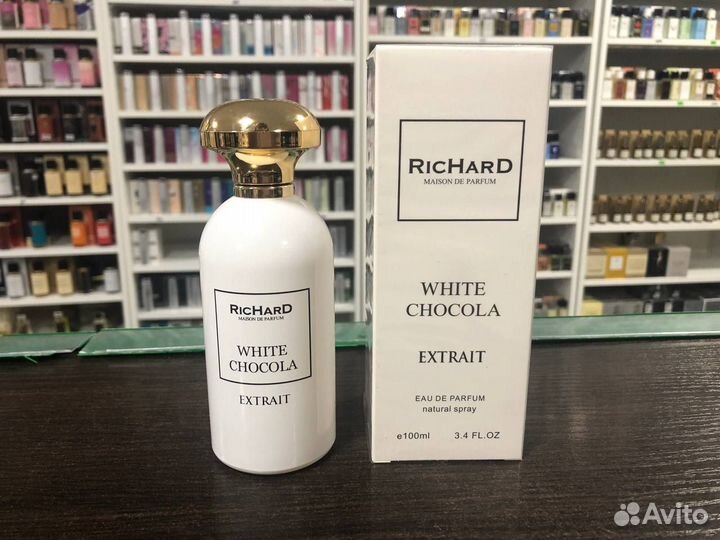 RICHARD
MAISON DE PARFUM
WHITE
CHOCOLA
EXTRAIT
RICHARD
MAISON DE PARFUM
WHITE
CHOCOLA
EXTRAIT
EAU DE PARFUM
natural spray
e100ml 3.4 FL.OZ
Avito